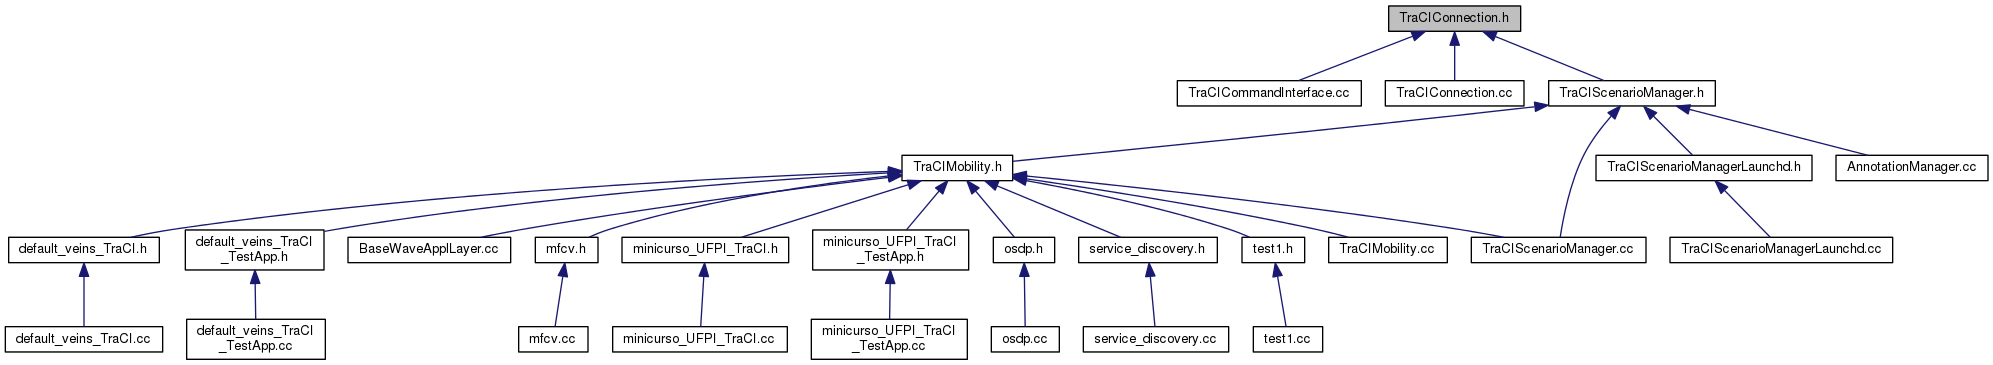 TraCIConnection.h
TraCICommandInterface.cc
TraCIConnection.cc
TraCIScenarioManager.h
TraCIMobility.h
TraCIScenarioManagerLaunchd.h
AnnotationManager.cc
default_veins_TraCI.h
default_veins_TraCI
_TestApp.h
BaseWaveApplLayer.cc
mfcv.h
minicurso_UFPI_TraCI.h
minicurso_UFPI_TraCI
_TestApp.h
osdp.h
service_discovery.h
test1.h
TraCIMobility.cc
TraCIScenarioManager.cc
TraCIScenarioManagerLaunchd.cc
default_veins_TraCI.cc
default_veins_TraCI
_TestApp.cc
mfcv.cc
minicurso_UFPI_TraCI.cc
minicurso_UFPI_TraCI
_TestApp.cc
osdp.cc
service_discovery.cc
test1.cc